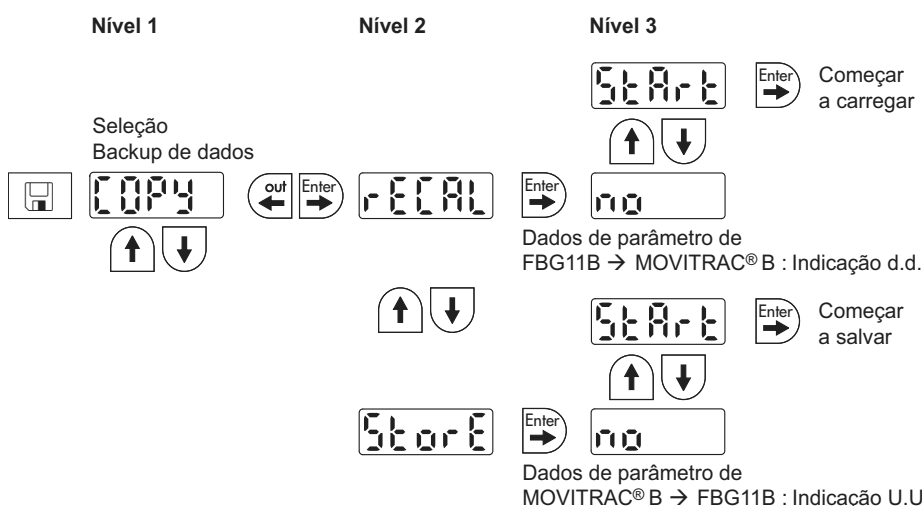 Nível 1
Nível 2
Nível 3
StArt
Enter
Começar
a carregar
Seleção
Backup de dados
COPY
out
Enter
rECAL
Enter
no
Dados de parâmetro de
FBG11B → MOVITRAC® B : Indicação d.d.
StArt
Enter
Começar
a salvar
StorE
Enter
no
Dados de parâmetro de
MOVITRAC® B → FBG11B : Indicação U.U